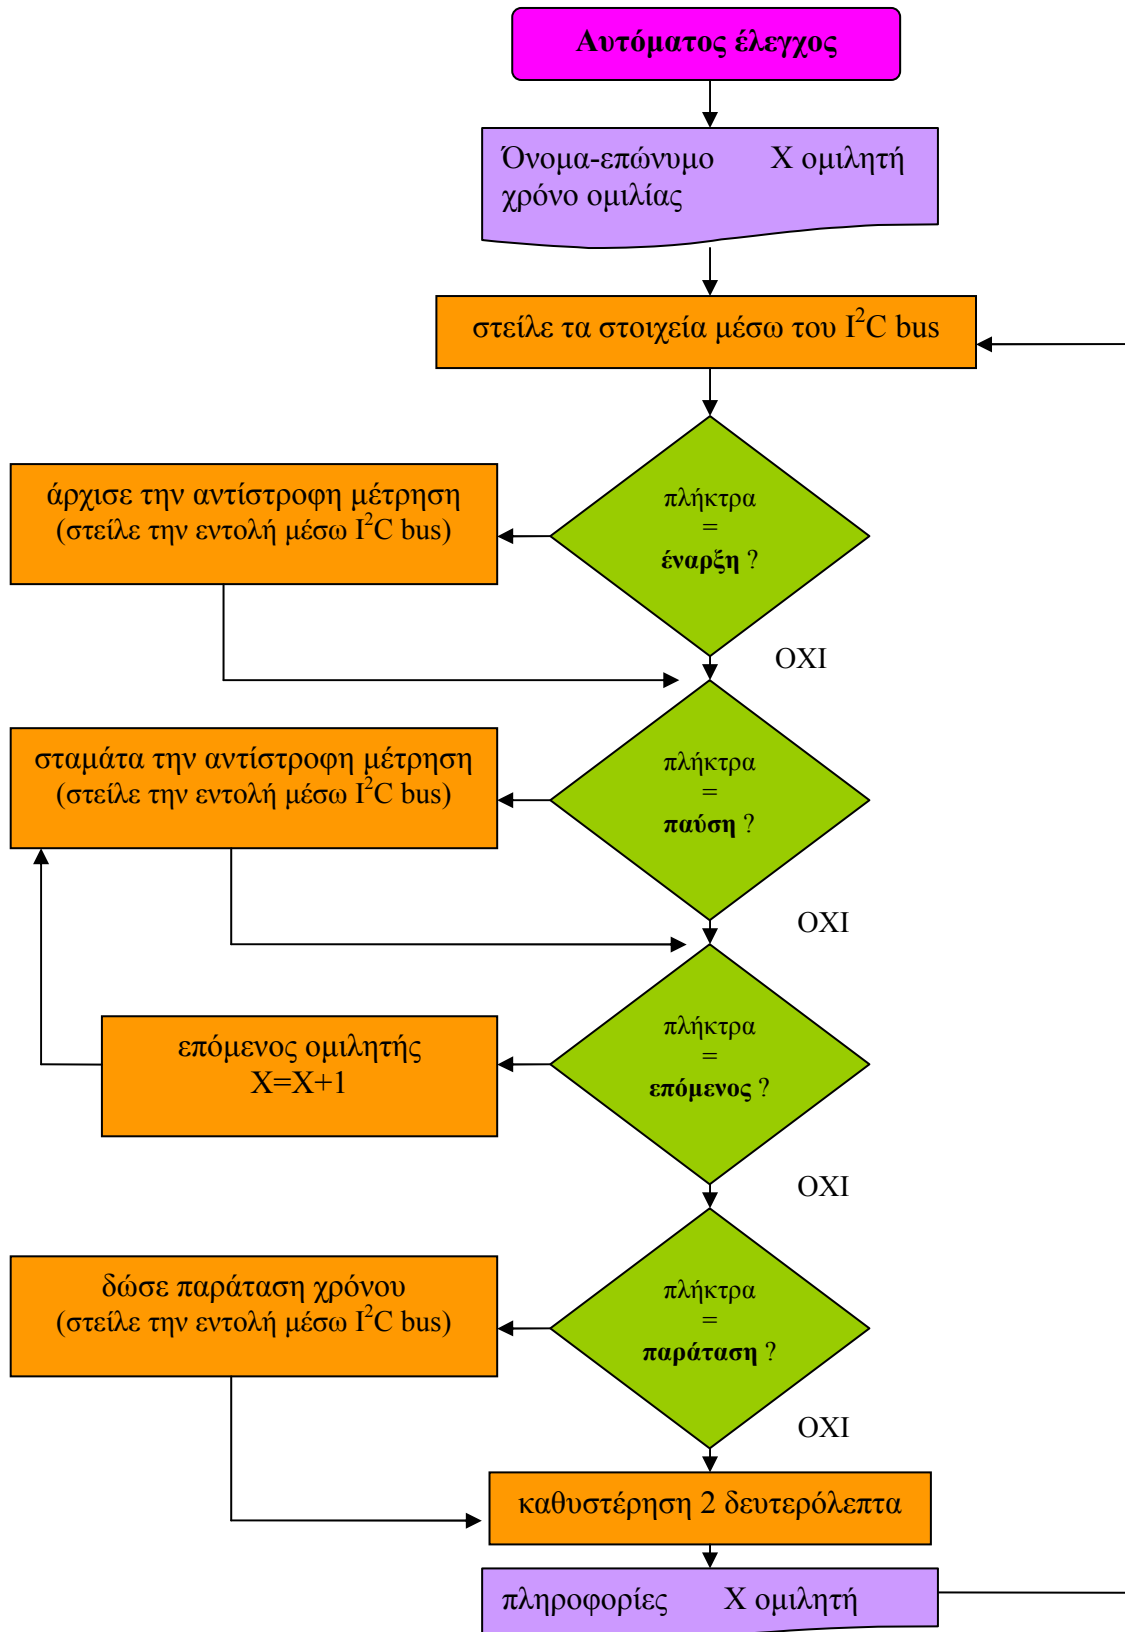 Αυτόματος έλεγχος
Όνομα-επώνυμο Χ ομιλητή
χρόνο ομιλίας
στείλε τα στοιχεία μέσω του I²C bus
πλήκτρα
=
έναρξη ?
άρχισε την αντίστροφη μέτρηση
(στείλε την εντολή μέσω I²C bus)
ΟΧΙ
πλήκτρα
=
παύση ?
σταμάτα την αντίστροφη μέτρηση
(στείλε την εντολή μέσω I²C bus)
ΟΧΙ
πλήκτρα
=
επόμενος ?
επόμενος ομιλητής
Χ=Χ+1
ΟΧΙ
πλήκτρα
=
παράταση ?
δώσε παράταση χρόνου
(στείλε την εντολή μέσω I²C bus)
ΟΧΙ
καθυστέρηση 2 δευτερόλεπτα
πληροφορίες Χ ομιλητή